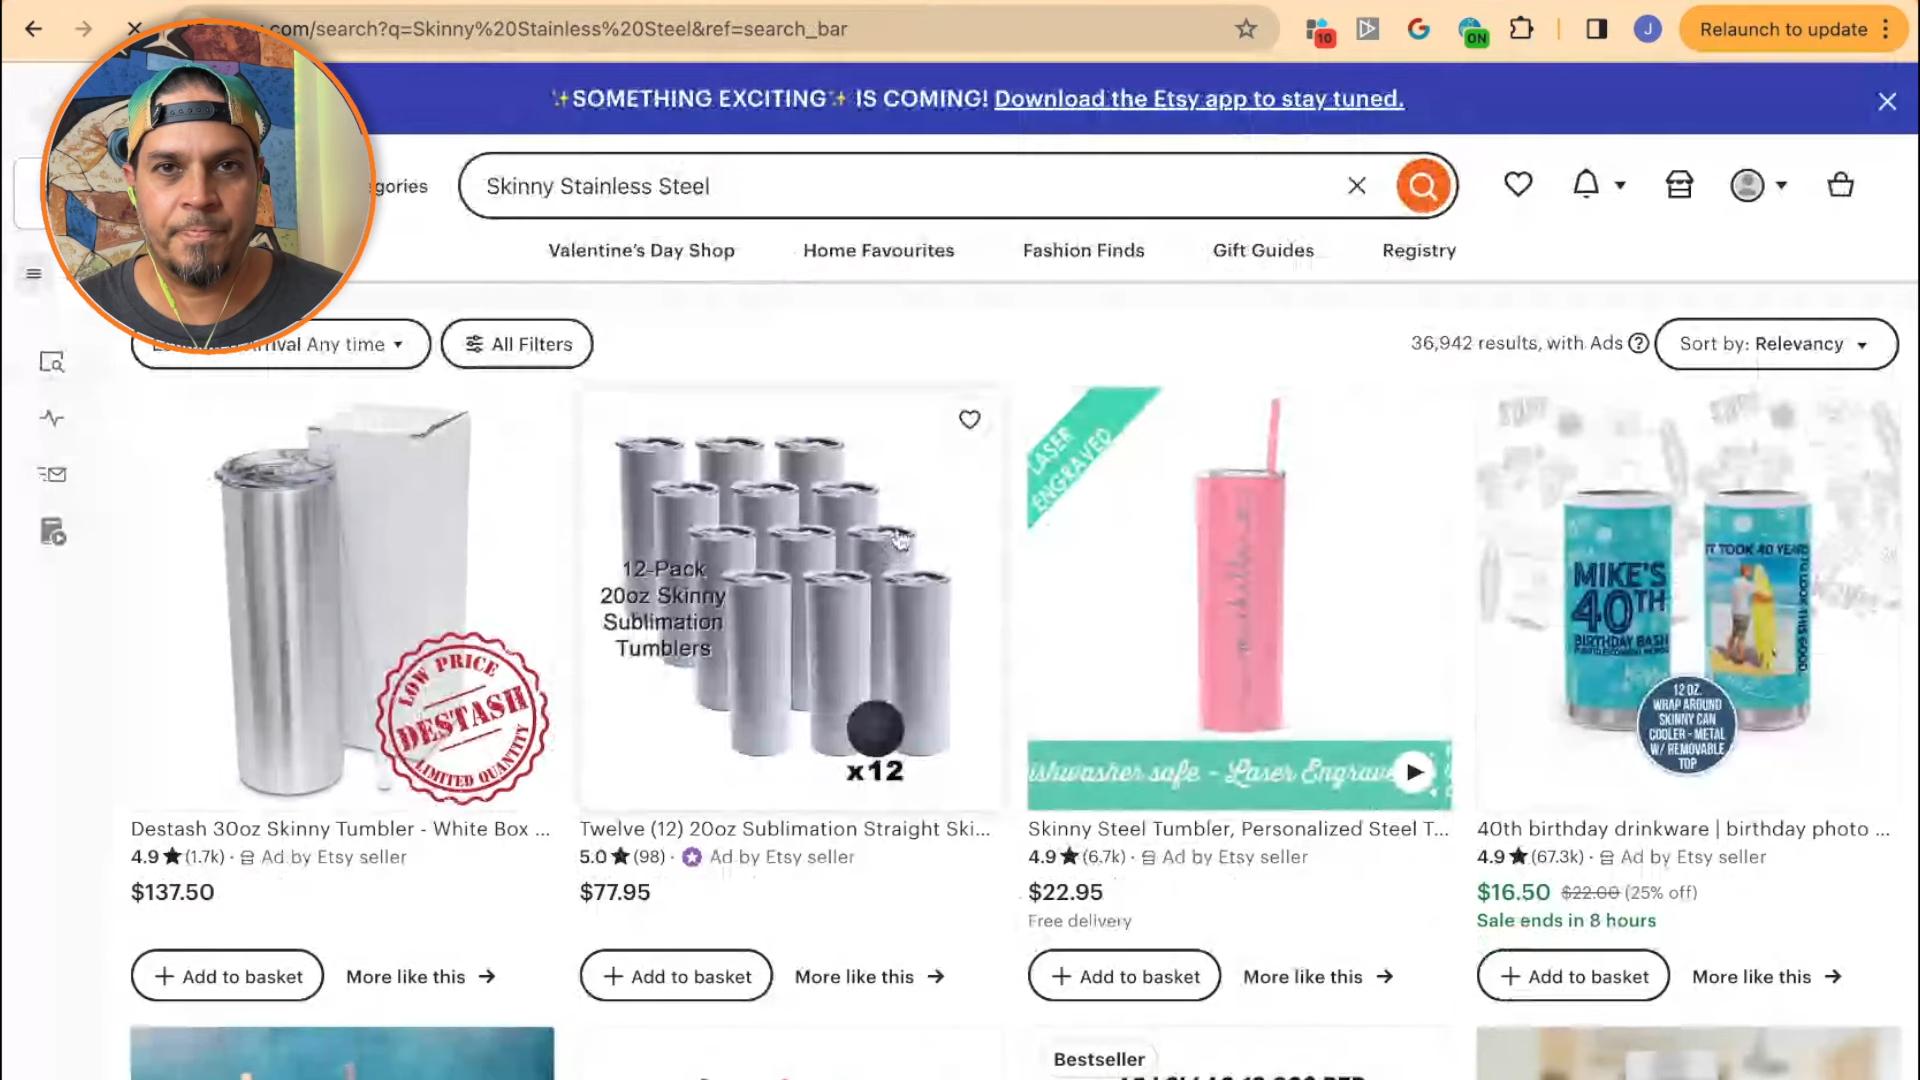 .com/search?q=Skinny%20Stainless%20Steel&ref=search_bar
10
ON
J
Relaunch to update
✨SOMETHING EXCITING✨ IS COMING! Download the Etsy app to stay tuned.
gories
Skinny Stainless Steel
Valentine's Day Shop
Home Favourites
Fashion Finds
Gift Guides
Registry
Any time
All Filters
36,942 results, with Ads
Sort by: Relevancy
LOW PRICE
DESTASH
LIMITED QUANTITY
12-Pack
20oz Skinny
Sublimation
Tumblers
x12
LASER
ENGRAVED
ishwasher safe - Laser Engrave
MIKE'S
40TH
BIRTHDAY BASH
IT TOOK 40 YEARS
LOOK THIS GOOD
12 OZ.
WRAP AROUND
SKINNY CAN
COOLER - METAL
W/ REMOVABLE
TOP
Destash 30oz Skinny Tumbler - White Box ...
4.9 ★ (1.7k) · Ad by Etsy seller
$137.50
Twelve (12) 20oz Sublimation Straight Ski...
5.0 ★ (98) · Ad by Etsy seller
$77.95
Skinny Steel Tumbler, Personalized Steel T...
4.9 ★ (6.7k) · Ad by Etsy seller
$22.95
Free delivery
40th birthday drinkware | birthday photo ...
4.9 ★ (67.3k) · Ad by Etsy seller
$16.50 $22.00 (25% off)
Sale ends in 8 hours
+ Add to basket
More like this →
+ Add to basket
More like this →
+ Add to basket
More like this →
+ Add to basket
More like this →
Bestseller